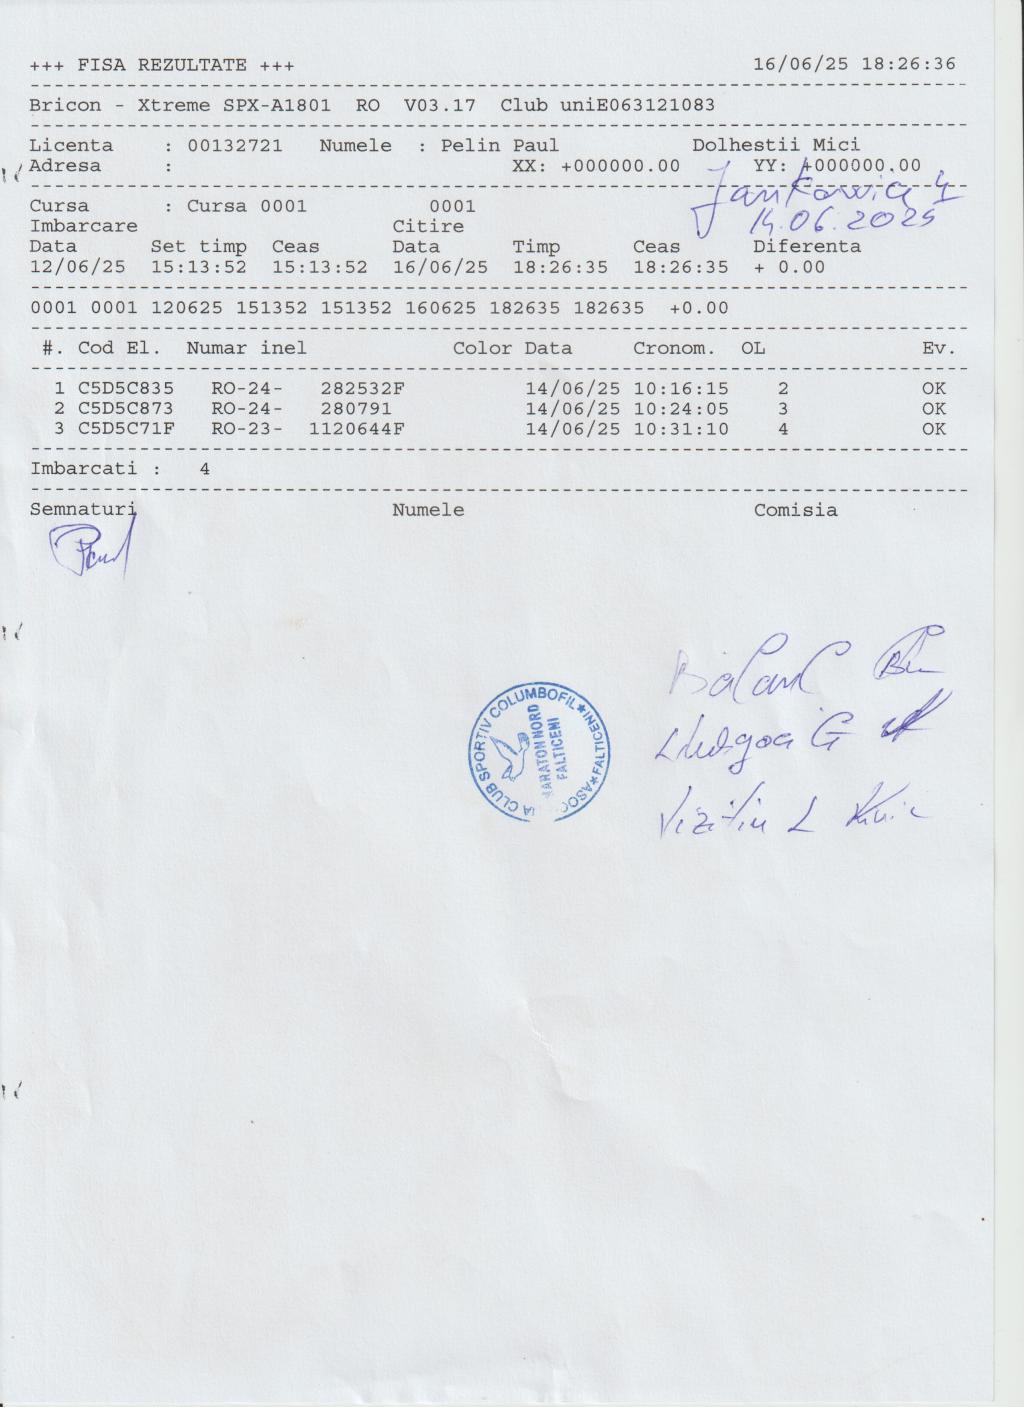 +++ FISA REZULTATE +++ 16/06/25 18:26:36
Bricon - Xtreme SPX-A1801 RO V03.17 Club uniE063121083
Licenta : 00132721 Numele : Pelin Paul Dolhestii Mici
Adresa : XX: +000000.00 YY: +000000.00
Jankowice 1
Cursa : Cursa 0001 0001
14.06.2025
Imbarcare Citire
Data Set timp Ceas Data Timp Ceas Diferenta
12/06/25 15:13:52 15:13:52 16/06/25 18:26:35 18:26:35 + 0.00
0001 0001 120625 151352 151352 160625 182635 182635 +0.00
#. Cod El. Numar inel Color Data Cronom. OL Ev.
1 C5D5C835 RO-24- 282532F 14/06/25 10:16:15 2 OK
2 C5D5C873 RO-24- 280791 14/06/25 10:24:05 3 OK
3 C5D5C71F RO-23- 1120644F 14/06/25 10:31:10 4 OK
Imbarcati : 4
Semnaturi Numele Comisia
ASOCIATIA CLUB SPORTIV COLUMBOFIL * FALTICENI *
MARATON NORD
FALTICENI